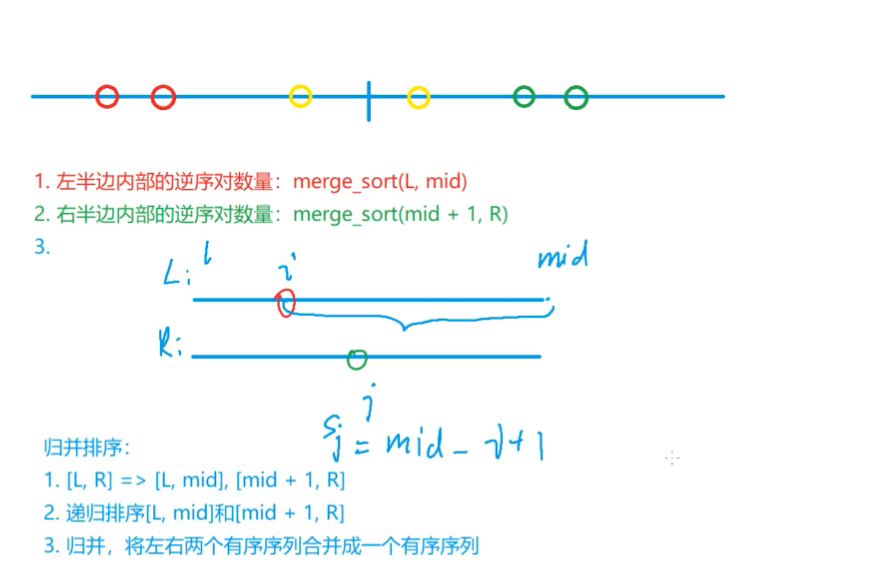 1. 左半边内部的逆序对数量：merge_sort(L, mid)
2. 右半边内部的逆序对数量：merge_sort(mid + 1, R)
3.
Li l i mid
Ri
j
Sj = mid - i + 1
归并排序：
1. [L, R] => [L, mid], [mid + 1, R]
2. 递归排序[L, mid]和[mid + 1, R]
3. 归并，将左右两个有序序列合并成一个有序序列